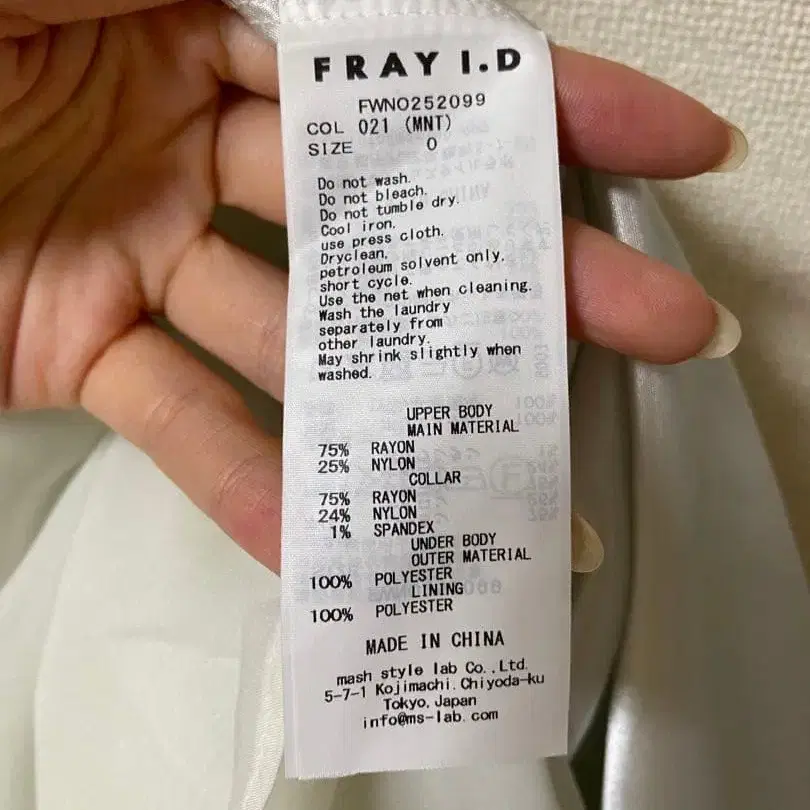 FRAY I.D
FWNO252099
COL 021 (MNT)
SIZE 0
Do not wash.
Do not bleach.
Do not tumble dry.
Cool iron.
use press cloth.
Dryclean,
petroleum solvent only.
short cycle.
Use the net when cleaning.
Wash the laundry
separately from
other laundry.
May shrink slightly when
washed.
UPPER BODY
MAIN MATERIAL
75% RAYON
25% NYLON
COLLAR
75% RAYON
24% NYLON
1% SPANDEX
UNDER BODY
OUTER MATERIAL
100% POLYESTER
LINING
100% POLYESTER
MADE IN CHINA
mash style lab Co.,Ltd.
5-7-1 Kojimachi.Chiyoda-ku
Tokyo.Japan
info@ms-lab.com